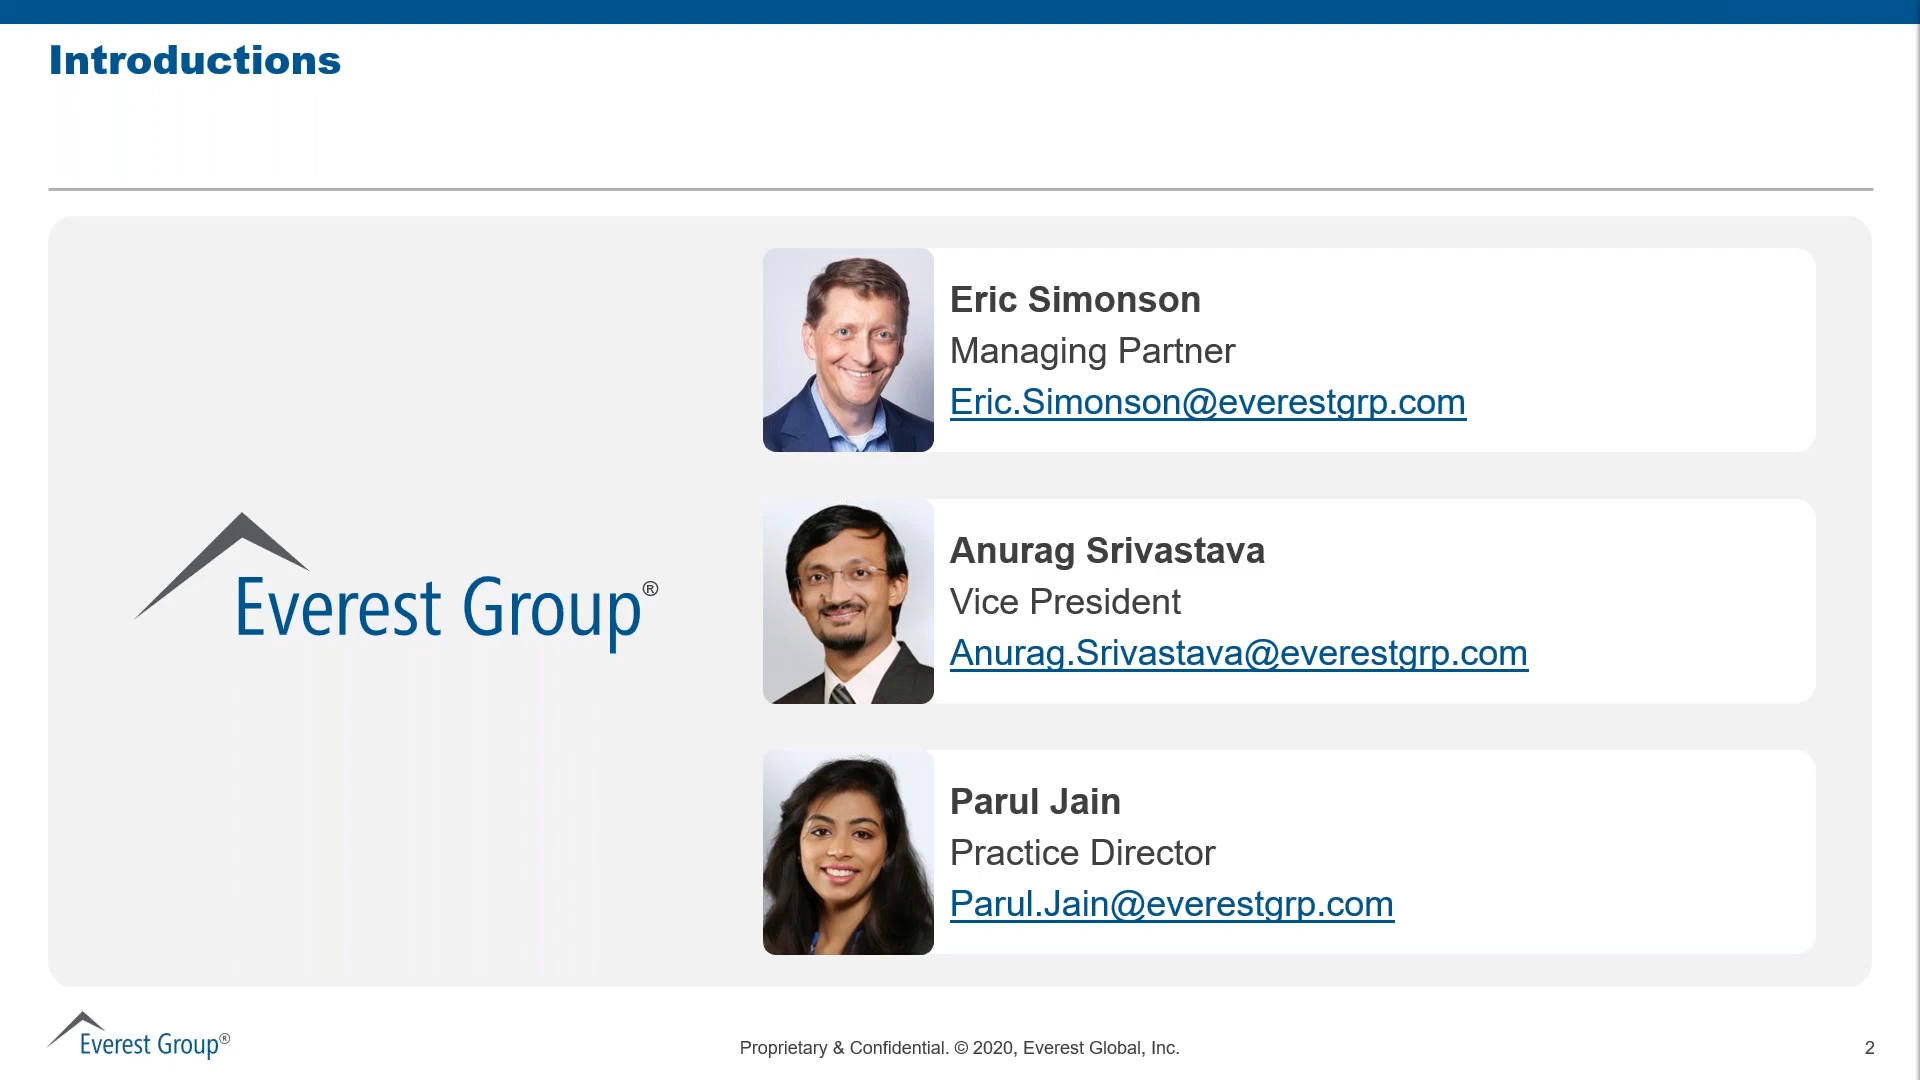 Introductions
Eric Simonson
Managing Partner
Eric.Simonson@everestgrp.com
Everest Group®
Anurag Srivastava
Vice President
Anurag.Srivastava@everestgrp.com
Parul Jain
Practice Director
Parul.Jain@everestgrp.com
Everest Group®
Proprietary & Confidential. © 2020, Everest Global, Inc.
2